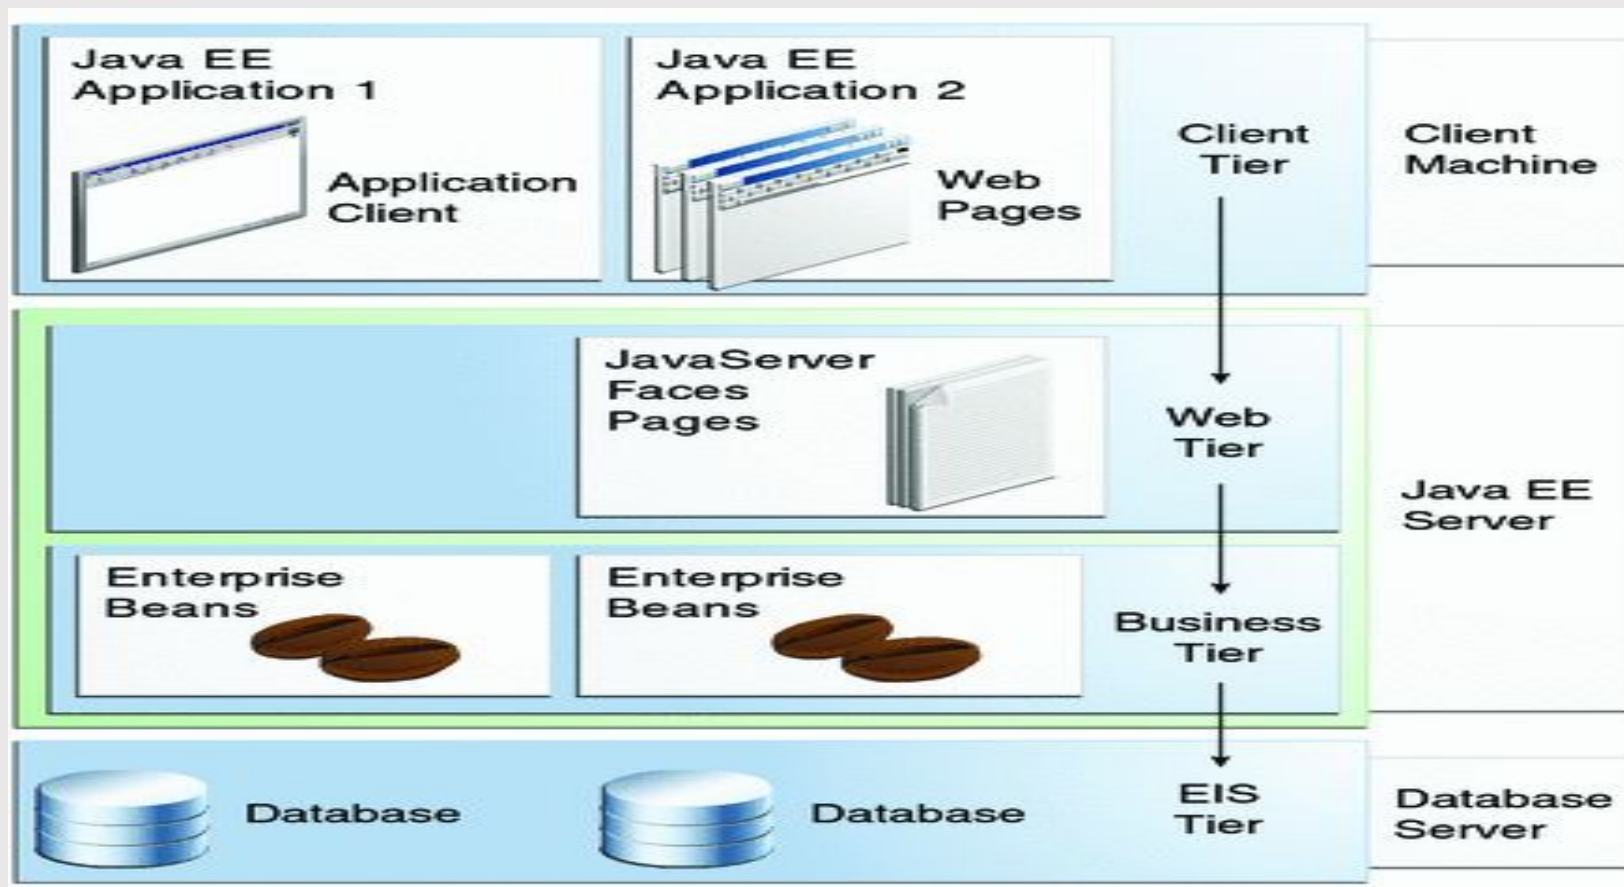 Java EE
Application 1
Application
Client
Java EE
Application 2
Web
Pages
Client
Tier
Client
Machine
JavaServer
Faces
Pages
Web
Tier
Java EE
Server
Enterprise
Beans
Enterprise
Beans
Business
Tier
Database
Database
EIS
Tier
Database
Server